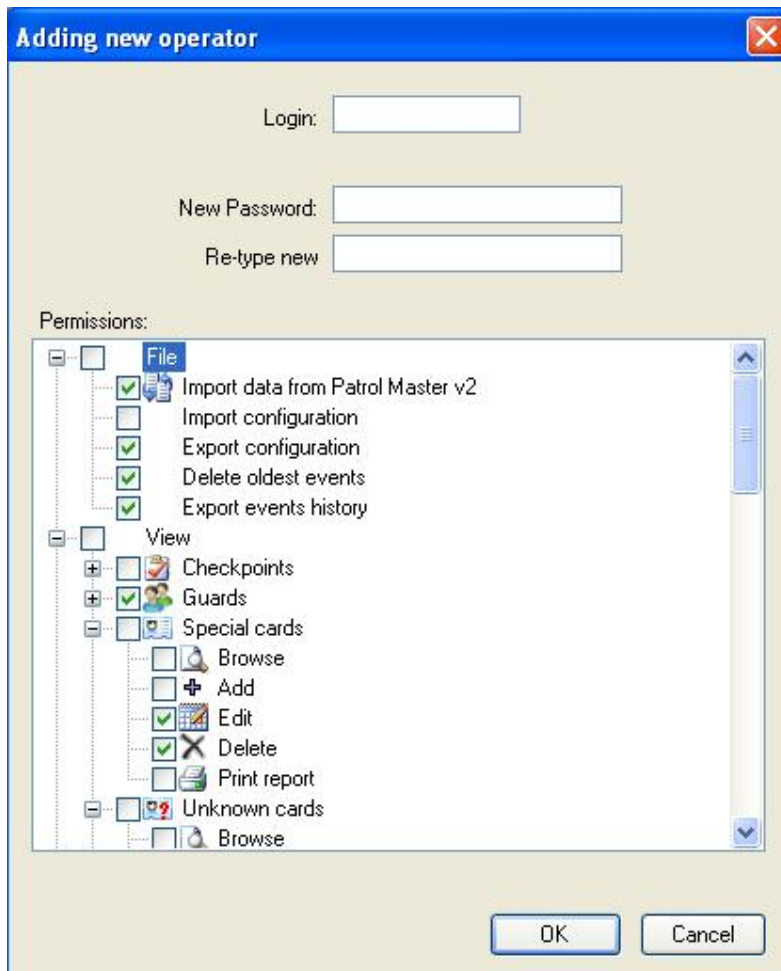 Adding new operator
Login:
New Password:
Re-type new
Permissions:
File
Import data from Patrol Master v2
Import configuration
Export configuration
Delete oldest events
Export events history
View
Checkpoints
Guards
Special cards
Browse
Add
Edit
Delete
Print report
Unknown cards
Browse
OK Cancel